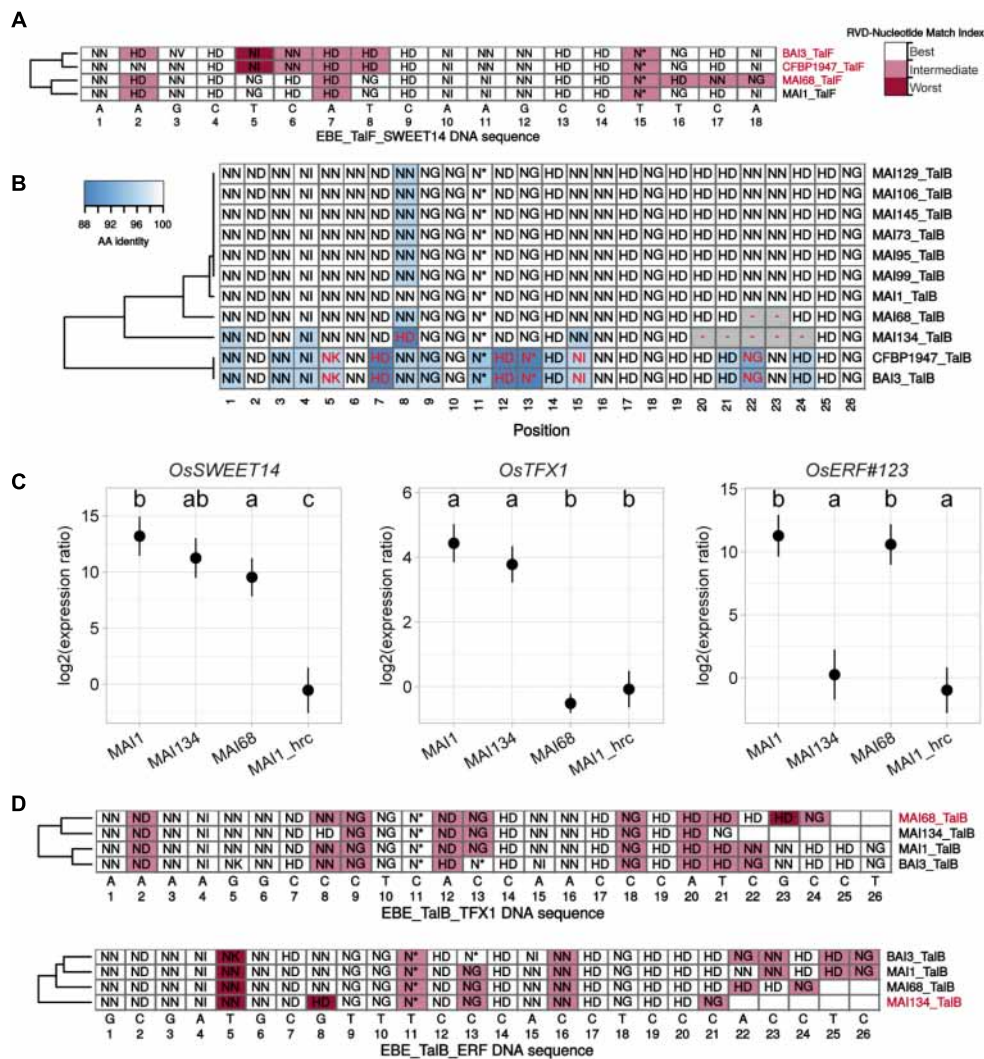 A
RVD-Nucleotide Match Index
Best
Intermediate
Worst
NN HD NV HD NI NN HD HD HD NI NN NN HD HD N* NG HD NI BAI3_TalF
NN NN NN HD NI NN HD HD HD NI NN NN HD HD N* NG HD NI CFBP1947_TalF
NN HD NN HD NG HD HD NG HD NI NI NN HD HD N* HD NN NG MAI68_TalF
NN HD NN HD NG HD HD NG HD NI NI NN HD HD N* NG HD NI MAI1_TalF
A A G C T C A T C A A G C C T T C A
1 2 3 4 5 6 7 8 9 10 11 12 13 14 15 16 17 18
EBE_TalF_SWEET14 DNA sequence
B
88 92 96 100
AA identity
NN ND NN NI NN NN ND NN NG NG N* ND NG HD NN NN HD NG HD HD HD NN NN HD HD NG MAI129_TalB
NN ND NN NI NN NN ND NN NG NG N* ND NG HD NN NN HD NG HD HD HD NN NN HD HD NG MAI106_TalB
NN ND NN NI NN NN ND NN NG NG N* ND NG HD NN NN HD NG HD HD HD NN NN HD HD NG MAI145_TalB
NN ND NN NI NN NN ND NN NG NG N* ND NG HD NN NN HD NG HD HD HD NN NN HD HD NG MAI73_TalB
NN ND NN NI NN NN ND NN NG NG N* ND NG HD NN NN HD NG HD HD HD NN NN HD HD NG MAI95_TalB
NN ND NN NI NN NN ND NN NG NG N* ND NG HD NN NN HD NG HD HD HD NN NN HD HD NG MAI99_TalB
NN ND NN NI NN NN ND NN NG NG N* ND NG HD NN NN HD NG HD HD HD NN NN HD HD NG MAI1_TalB
NN ND NN NI NN NN ND NN NG NG N* ND NG HD NN NN HD NG HD HD HD - - HD HD NG MAI68_TalB
NN ND NN NI NN NN ND HD NG NG N* ND NG HD NN NN HD NG HD - - - - - HD NG MAI134_TalB
NN ND NN NI NK NN HD NN NG NG N* HD N* HD NI NN HD NG HD HD HD NG NN HD HD NG CFBP1947_TalB
NN ND NN NI NK NN HD NN NG NG N* HD N* HD NI NN HD NG HD HD HD NG NN HD HD NG BAI3_TalB
1 2 3 4 5 6 7 8 9 10 11 12 13 14 15 16 17 18 19 20 21 22 23 24 25 26
Position
C
OsSWEET14
log2(expression ratio)
15
10
5
0
b ab a c
MAI1 MAI134 MAI68 MAI1_hrc
OsTFX1
log2(expression ratio)
6
4
2
0
a a b b
MAI1 MAI134 MAI68 MAI1_hrc
OsERF#123
log2(expression ratio)
15
10
5
0
b a b a
MAI1 MAI134 MAI68 MAI1_hrc
D
NN ND NN NI NN NN ND NN NG NG N* ND NG HD NN NN HD NG HD HD HD HD HD NG MAI68_TalB
NN ND NN NI NN NN ND HD NG NG N* ND NG HD NN NN HD NG HD HD NG MAI134_TalB
NN ND NN NI NN NN ND NN NG NG N* ND NG HD NN NN HD NG HD HD HD NN NN HD HD NG MAI1_TalB
NN ND NN NI NK NN HD NN NG NG N* HD N* HD NI NN HD NG HD HD HD NG NN HD HD NG BAI3_TalB
A A A A G G C C C T C A C C A A C C C A T C G C C T
1 2 3 4 5 6 7 8 9 10 11 12 13 14 15 16 17 18 19 20 21 22 23 24 25 26
EBE_TalB_TFX1 DNA sequence
NN ND NN NI NK NN HD NN NG NG N* HD N* HD NI NN HD NG HD HD HD NG NN HD HD NG BAI3_TalB
NN ND NN NI NN NN ND NN NG NG N* ND NG HD NN NN HD NG HD HD HD NN NN HD HD NG MAI1_TalB
NN ND NN NI NN NN ND NN NG NG N* ND NG HD NN NN HD NG HD HD HD HD HD NG MAI68_TalB
NN ND NN NI NN NN ND HD NG NG N* ND NG HD NN NN HD NG HD HD NG MAI134_TalB
G C G A T G C G T T T C C C A C C T C C C A C C T C
1 2 3 4 5 6 7 8 9 10 11 12 13 14 15 16 17 18 19 20 21 22 23 24 25 26
EBE_TalB_ERF DNA sequence